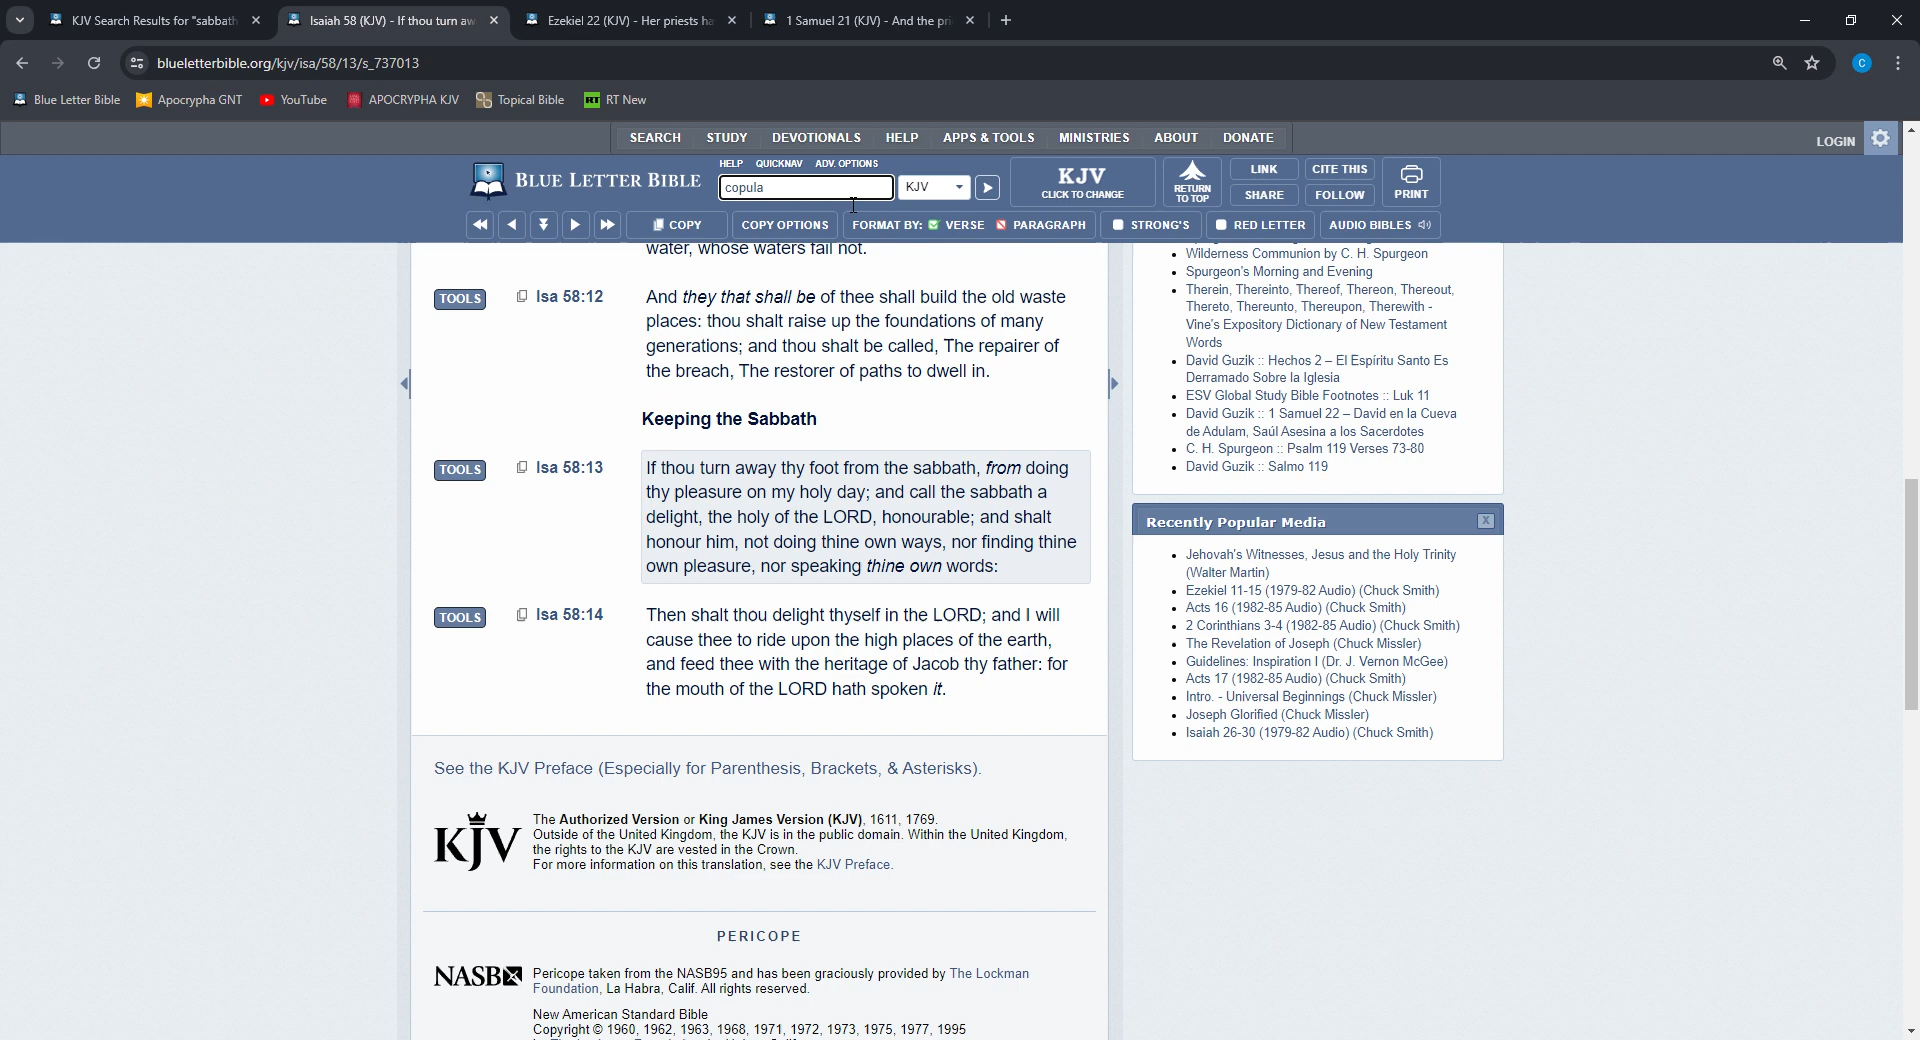 KJV Search Results for "sabbath
Isaiah 58 (KJV) - If thou turn aw
Ezekiel 22 (KJV) - Her priests ha
1 Samuel 21 (KJV) - And the pri
blueletterbible.org/kjv/isa/58/13/s_737013
C
Blue Letter Bible
Apocrypha GNT
YouTube
APOCRYPHA KJV
Topical Bible
RT New
SEARCH STUDY DEVOTIONALS HELP APPS & TOOLS MINISTRIES ABOUT DONATE
LOGIN
HELP QUICKNAV ADV. OPTIONS
BLUE LETTER BIBLE
copula
KJV
KJV
CLICK TO CHANGE
RETURN
TO TOP
LINK
CITE THIS
SHARE
FOLLOW
PRINT
COPY
COPY OPTIONS
FORMAT BY: VERSE PARAGRAPH
STRONG'S
RED LETTER
AUDIO BIBLES
water, whose waters fail not.
TOOLS
Isa 58:12
And they that shall be of thee shall build the old waste
places: thou shalt raise up the foundations of many
generations; and thou shalt be called, The repairer of
the breach, The restorer of paths to dwell in.
Keeping the Sabbath
TOOLS
Isa 58:13
If thou turn away thy foot from the sabbath, from doing
thy pleasure on my holy day; and call the sabbath a
delight, the holy of the LORD, honourable; and shalt
honour him, not doing thine own ways, nor finding thine
own pleasure, nor speaking thine own words:
TOOLS
Isa 58:14
Then shalt thou delight thyself in the LORD; and I will
cause thee to ride upon the high places of the earth,
and feed thee with the heritage of Jacob thy father: for
the mouth of the LORD hath spoken it.
See the KJV Preface (Especially for Parenthesis, Brackets, & Asterisks).
KJV
The Authorized Version or King James Version (KJV), 1611, 1769.
Outside of the United Kingdom, the KJV is in the public domain. Within the United Kingdom,
the rights to the KJV are vested in the Crown.
For more information on this translation, see the KJV Preface.
PERICOPE
NASB
Pericope taken from the NASB95 and has been graciously provided by The Lockman
Foundation, La Habra, Calif. All rights reserved.
New American Standard Bible
Copyright © 1960, 1962, 1963, 1968, 1971, 1972, 1973, 1975, 1977, 1995
Wilderness Communion by C. H. Spurgeon
Spurgeon's Morning and Evening
Therein, Thereinto, Thereof, Thereon, Thereout,
Thereto, Thereunto, Thereupon, Therewith -
Vine's Expository Dictionary of New Testament
Words
David Guzik :: Hechos 2 – El Espíritu Santo Es
Derramado Sobre la Iglesia
ESV Global Study Bible Footnotes :: Luk 11
David Guzik :: 1 Samuel 22 – David en la Cueva
de Adulam, Saúl Asesina a los Sacerdotes
C. H. Spurgeon :: Psalm 119 Verses 73-80
David Guzik :: Salmo 119
Recently Popular Media
X
Jehovah's Witnesses, Jesus and the Holy Trinity
(Walter Martin)
Ezekiel 11-15 (1979-82 Audio) (Chuck Smith)
Acts 16 (1982-85 Audio) (Chuck Smith)
2 Corinthians 3-4 (1982-85 Audio) (Chuck Smith)
The Revelation of Joseph (Chuck Missler)
Guidelines: Inspiration I (Dr. J. Vernon McGee)
Acts 17 (1982-85 Audio) (Chuck Smith)
Intro. - Universal Beginnings (Chuck Missler)
Joseph Glorified (Chuck Missler)
Isaiah 26-30 (1979-82 Audio) (Chuck Smith)